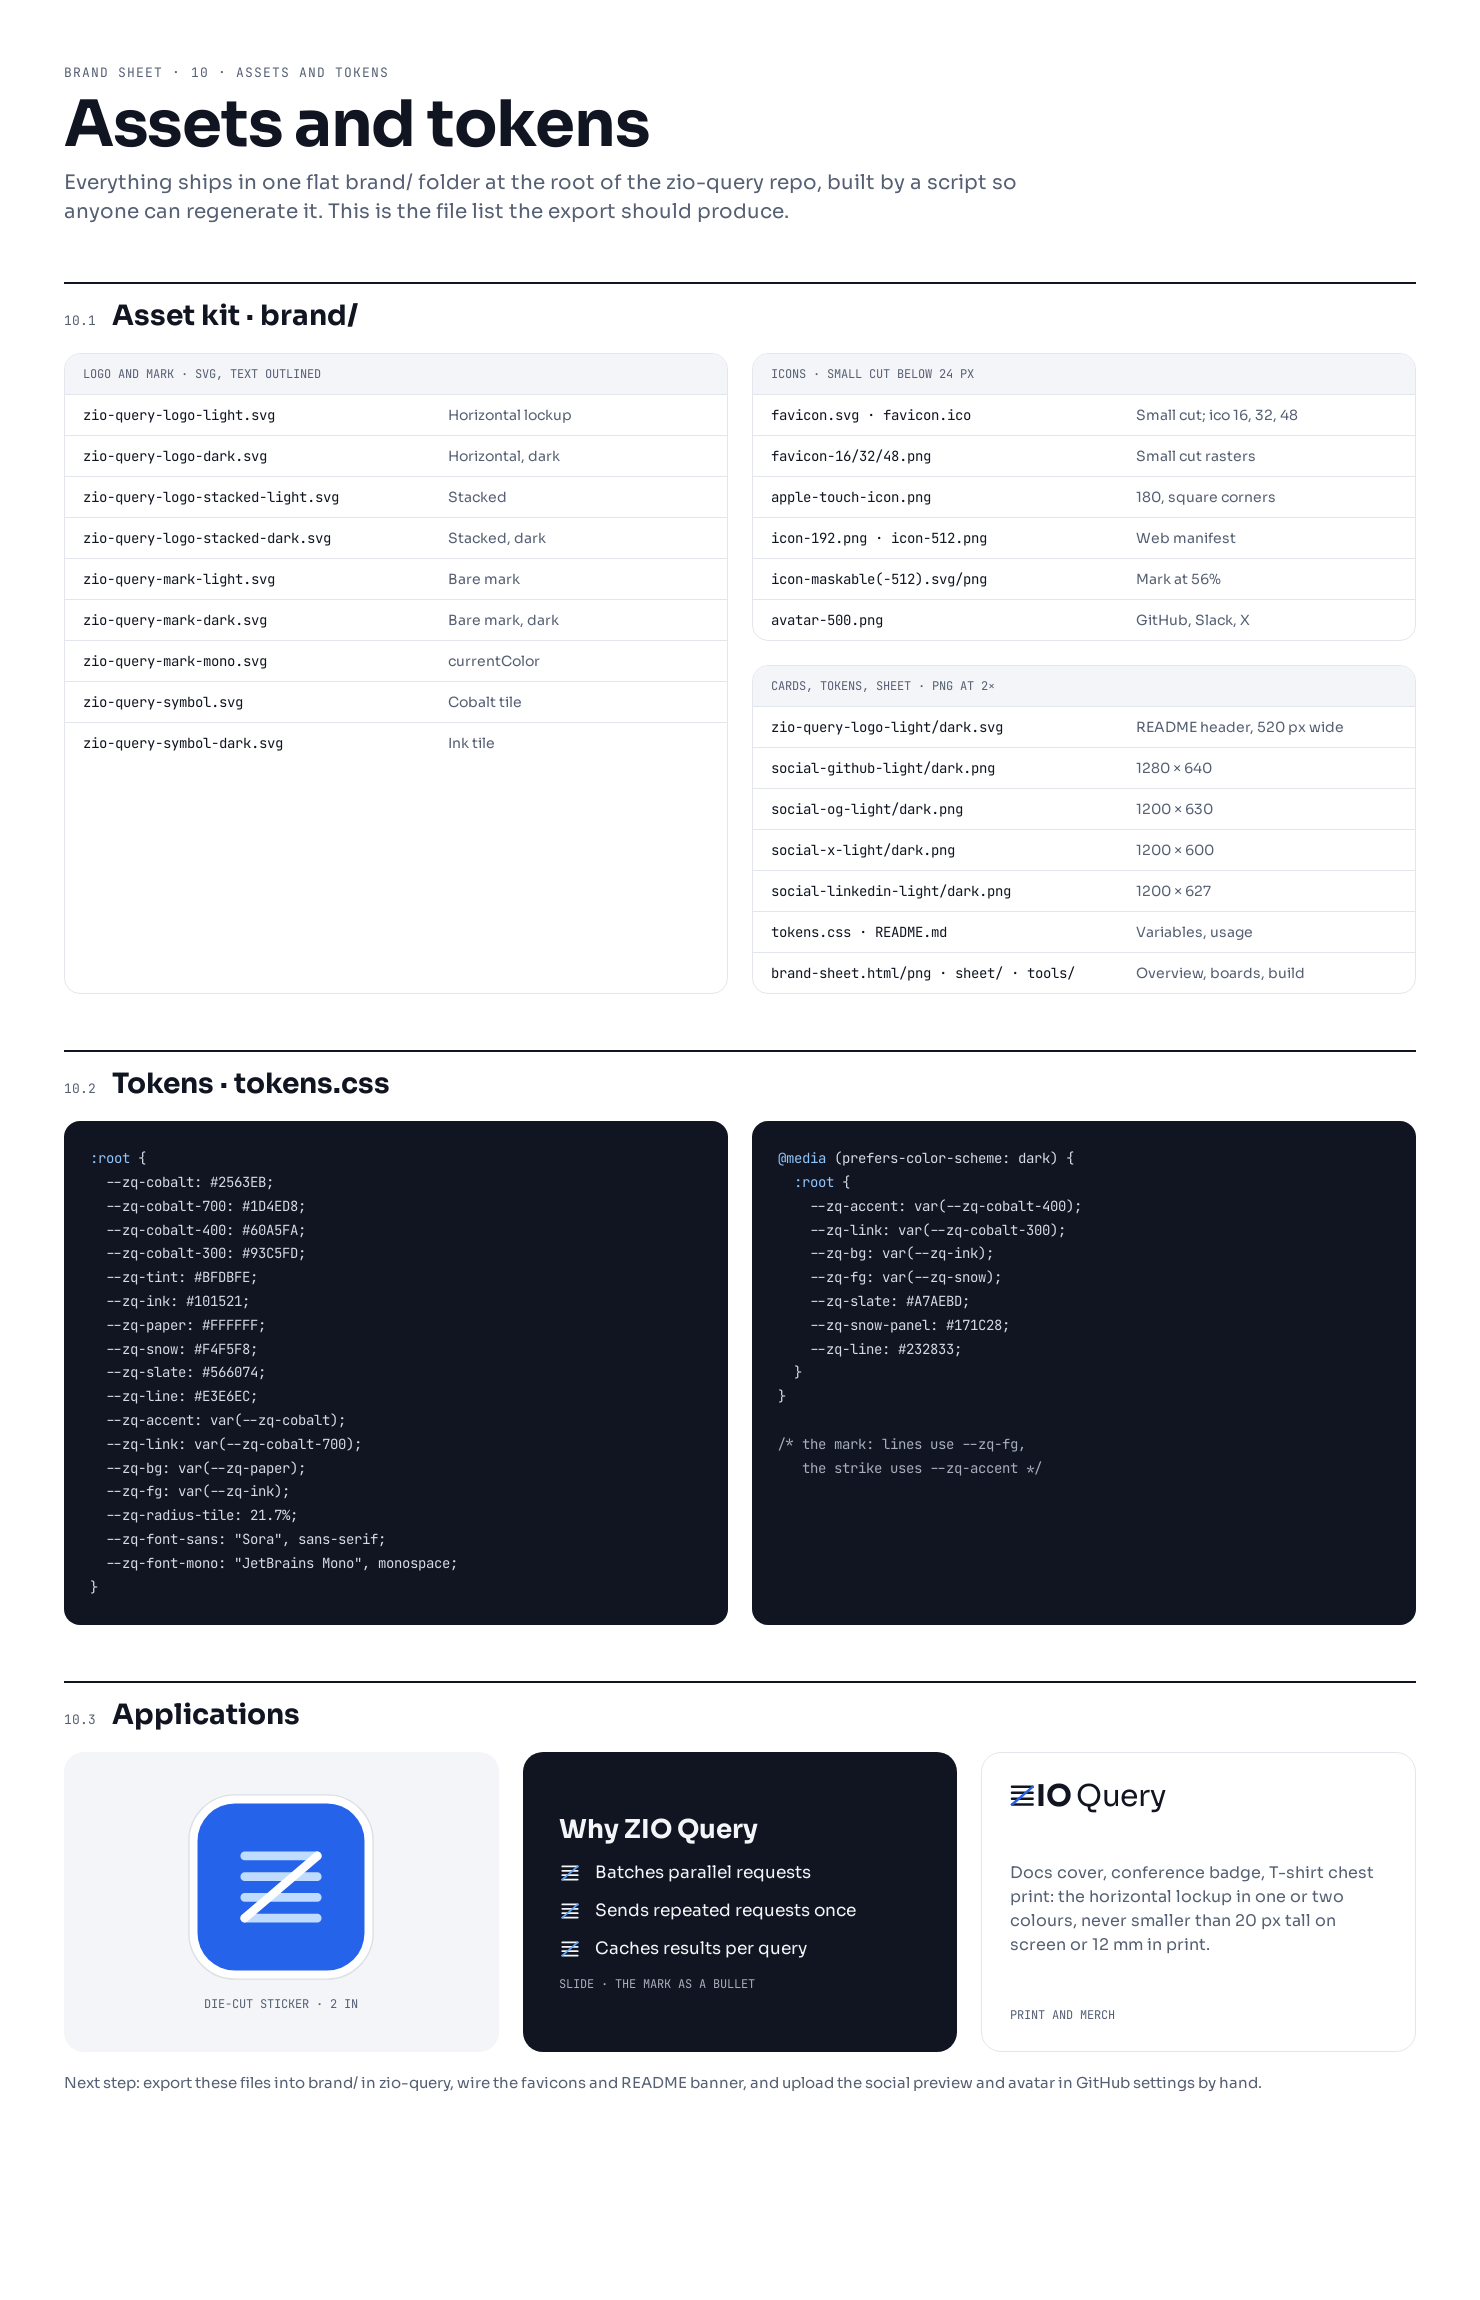 BRAND SHEET · 10 · ASSETS AND TOKENS
Assets and tokens
Everything ships in one flat brand/ folder at the root of the zio-query repo, built by a script so
anyone can regenerate it. This is the file list the export should produce.
10.1 Asset kit · brand/
LOGO AND MARK · SVG, TEXT OUTLINED
zio-query-logo-light.svg Horizontal lockup
zio-query-logo-dark.svg Horizontal, dark
zio-query-logo-stacked-light.svg Stacked
zio-query-logo-stacked-dark.svg Stacked, dark
zio-query-mark-light.svg Bare mark
zio-query-mark-dark.svg Bare mark, dark
zio-query-mark-mono.svg currentColor
zio-query-symbol.svg Cobalt tile
zio-query-symbol-dark.svg Ink tile
ICONS · SMALL CUT BELOW 24 PX
favicon.svg · favicon.ico Small cut; ico 16, 32, 48
favicon-16/32/48.png Small cut rasters
apple-touch-icon.png 180, square corners
icon-192.png · icon-512.png Web manifest
icon-maskable(-512).svg/png Mark at 56%
avatar-500.png GitHub, Slack, X
CARDS, TOKENS, SHEET · PNG AT 2×
zio-query-logo-light/dark.svg README header, 520 px wide
social-github-light/dark.png 1280 × 640
social-og-light/dark.png 1200 × 630
social-x-light/dark.png 1200 × 600
social-linkedin-light/dark.png 1200 × 627
tokens.css · README.md Variables, usage
brand-sheet.html/png · sheet/ · tools/ Overview, boards, build
10.2 Tokens · tokens.css
:root {
--zq-cobalt: #2563EB;
--zq-cobalt-700: #1D4ED8;
--zq-cobalt-400: #60A5FA;
--zq-cobalt-300: #93C5FD;
--zq-tint: #BFDBFE;
--zq-ink: #101521;
--zq-paper: #FFFFFF;
--zq-snow: #F4F5F8;
--zq-slate: #566074;
--zq-line: #E3E6EC;
--zq-accent: var(--zq-cobalt);
--zq-link: var(--zq-cobalt-700);
--zq-bg: var(--zq-paper);
--zq-fg: var(--zq-ink);
--zq-radius-tile: 21.7%;
--zq-font-sans: "Sora", sans-serif;
--zq-font-mono: "JetBrains Mono", monospace;
}
@media (prefers-color-scheme: dark) {
:root {
--zq-accent: var(--zq-cobalt-400);
--zq-link: var(--zq-cobalt-300);
--zq-bg: var(--zq-ink);
--zq-fg: var(--zq-snow);
--zq-slate: #A7AEBD;
--zq-snow-panel: #171C28;
--zq-line: #232833;
}
}
/* the mark: lines use --zq-fg,
the strike uses --zq-accent */
10.3 Applications
DIE-CUT STICKER · 2 IN
Why ZIO Query
Batches parallel requests
Sends repeated requests once
Caches results per query
SLIDE · THE MARK AS A BULLET
ZIO Query
Docs cover, conference badge, T-shirt chest
print: the horizontal lockup in one or two
colours, never smaller than 20 px tall on
screen or 12 mm in print.
PRINT AND MERCH
Next step: export these files into brand/ in zio-query, wire the favicons and README banner, and upload the social preview and avatar in GitHub settings by hand.